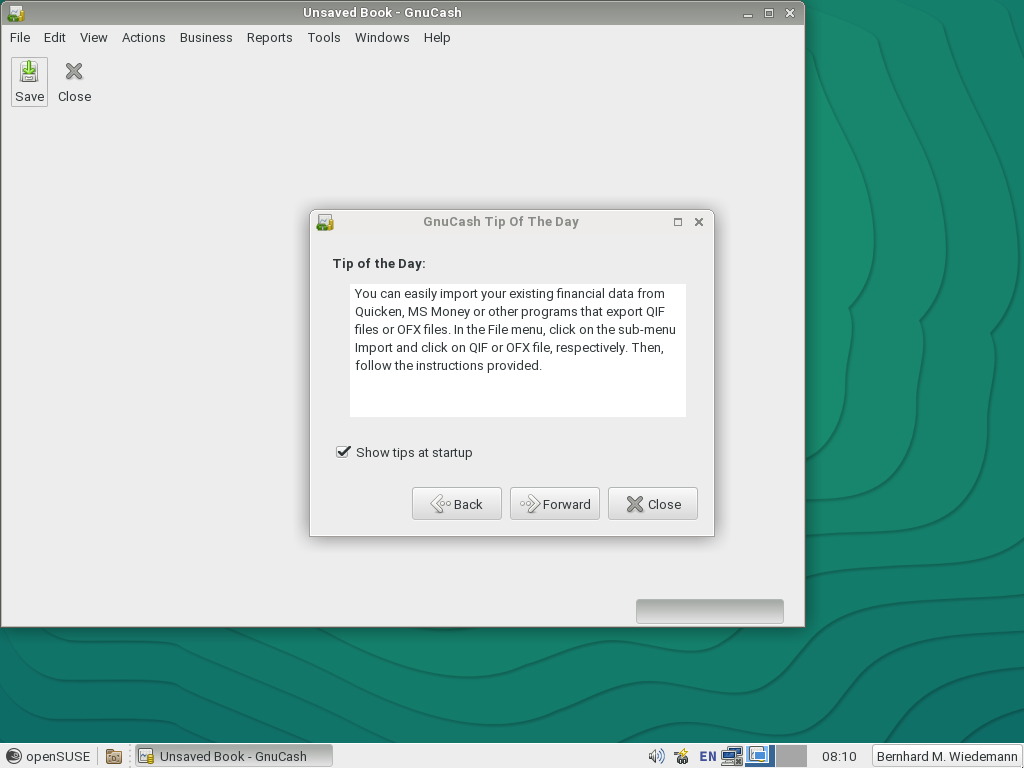 Unsaved Book - GnuCash
File Edit View Actions Business Reports Tools Windows Help
Save Close
GnuCash Tip Of The Day
Tip of the Day:
You can easily import your existing financial data from
Quicken, MS Money or other programs that export QIF
files or OFX files. In the File menu, click on the sub-menu
Import and click on QIF or OFX file, respectively. Then,
follow the instructions provided.
Show tips at startup
Back Forward Close
openSUSE Unsaved Book - GnuCash EN 08:10 Bernhard M. Wiedemann